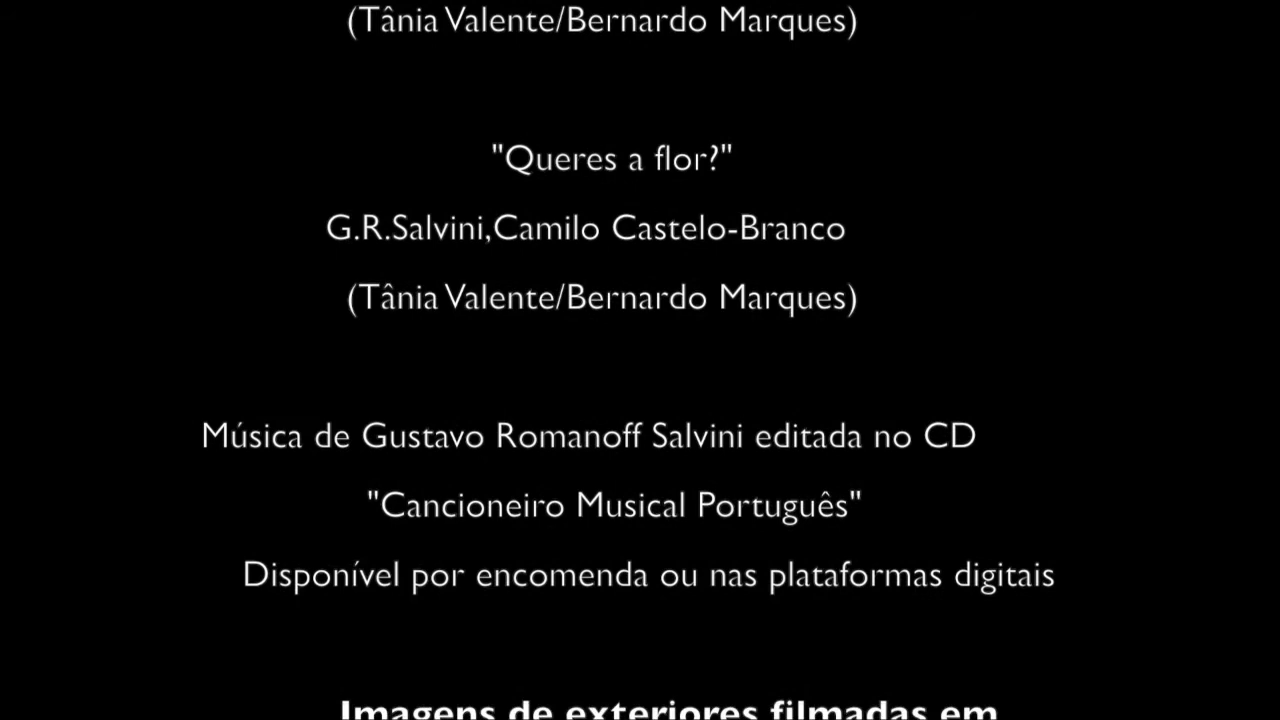 (Tânia Valente/Bernardo Marques)
"Queres a flor?"
G.R.Salvini,Camilo Castelo-Branco
(Tânia Valente/Bernardo Marques)
Música de Gustavo Romanoff Salvini editada no CD
"Cancioneiro Musical Português"
Disponível por encomenda ou nas plataformas digitais
Imagens de exteriores filmadas em